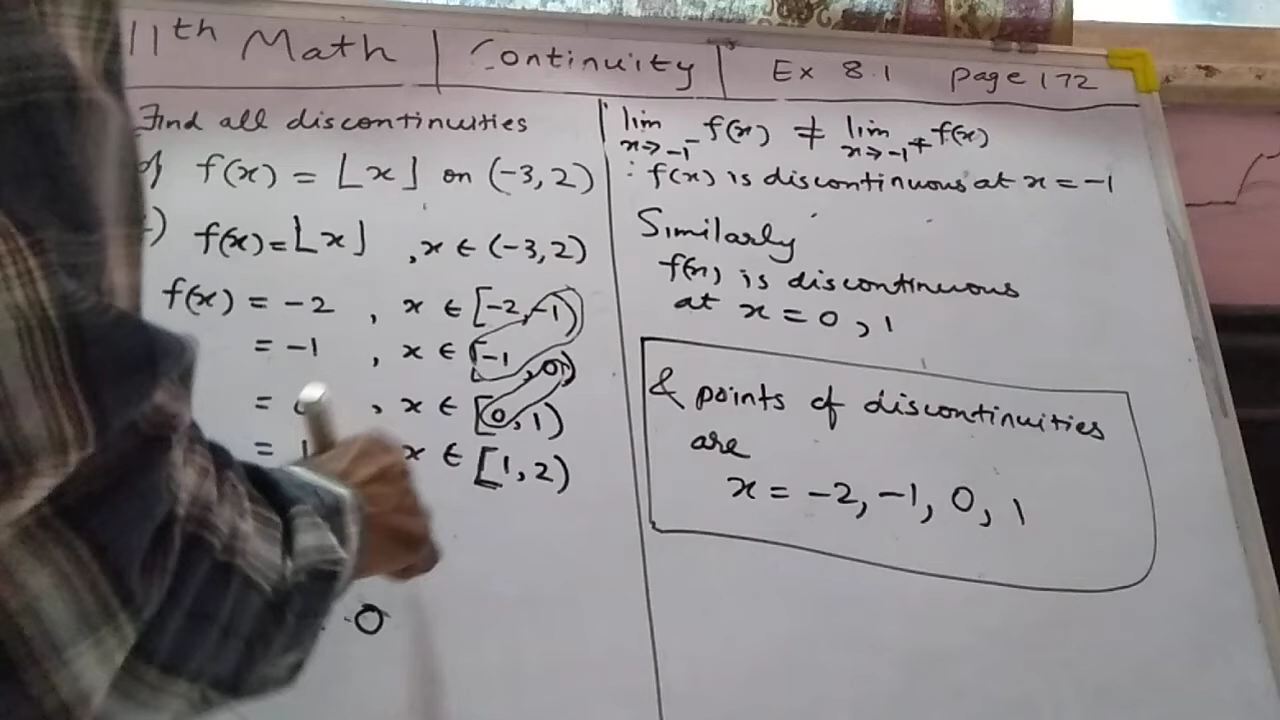 11th Math | Continuity | Ex 8.1 page 172
Find all discontinuities
of f(x) = ⌊x⌋ on (-3, 2)
) f(x) = ⌊x⌋ , x ∈ (-3, 2)
f(x) = -2 , x ∈ [-2, -1)
= -1 , x ∈ [-1, 0)
= , x ∈ [0, 1)
= 1 x ∈ [1, 2)
0
lim x→-1⁻ f(x) ≠ lim x→-1⁺ f(x)
∴ f(x) is discontinuous at x = -1
Similarly
f(x) is discontinuous
at x = 0, 1
& points of discontinuities
are
x = -2, -1, 0, 1